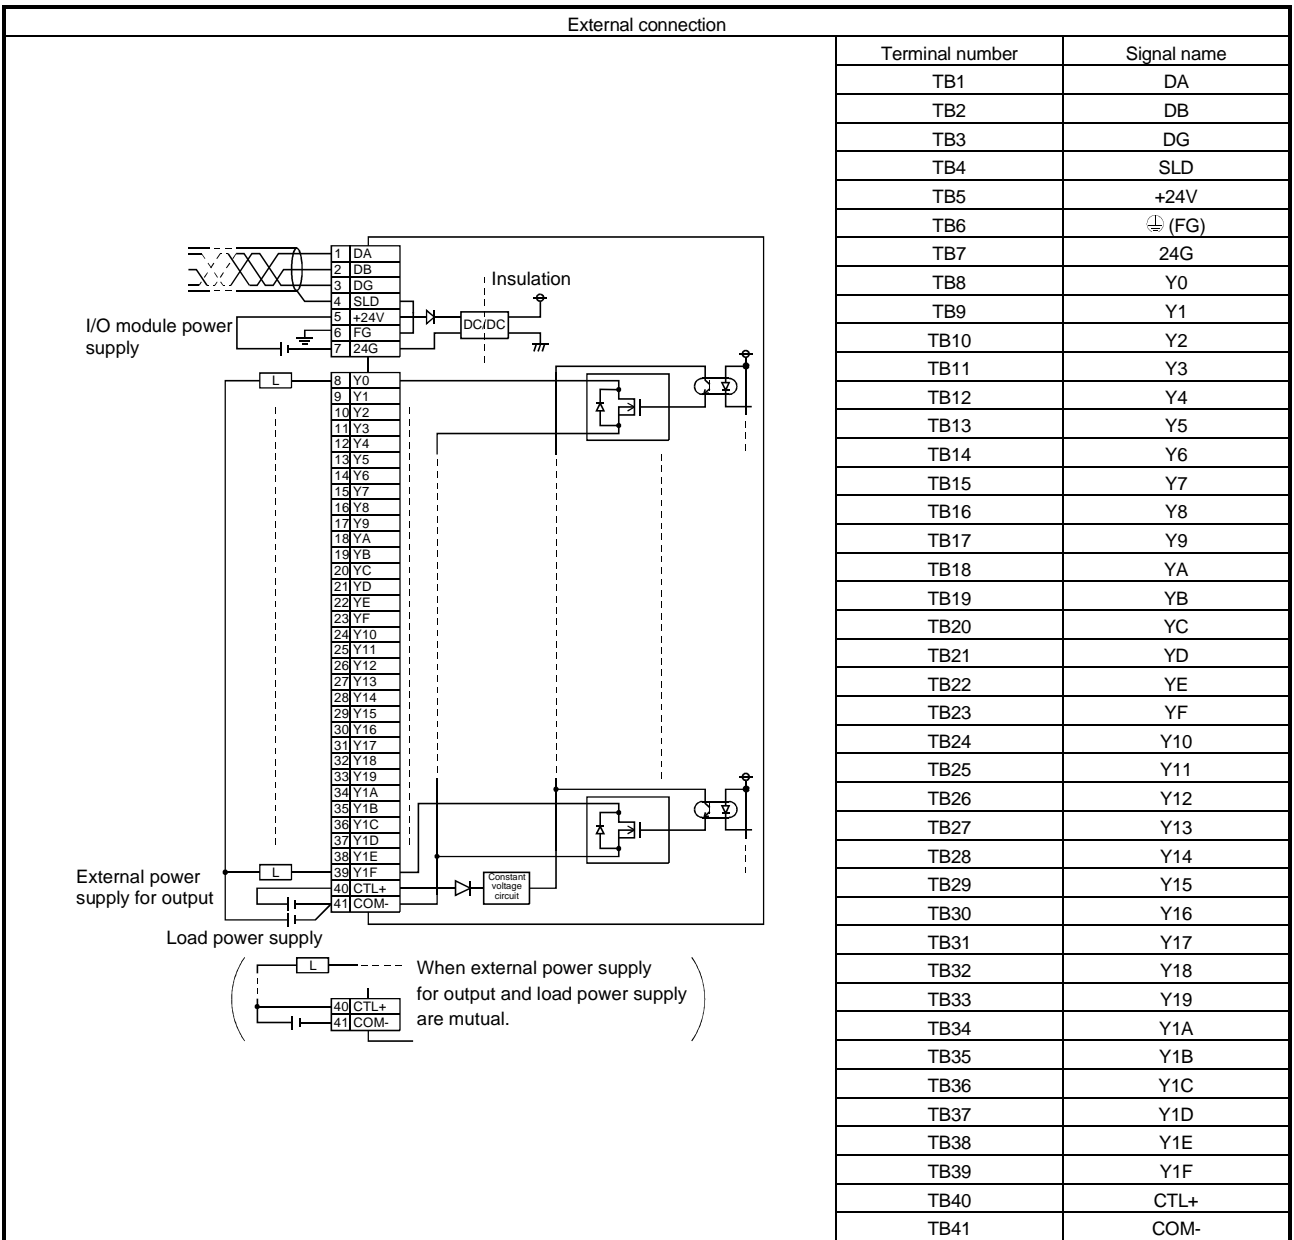 External connection
1 DA
2 DB
3 DG
4 SLD
5 +24V
6 FG
7 24G
Insulation
DC/DC
I/O module power
supply
L
8 Y0
9 Y1
10 Y2
11 Y3
12 Y4
13 Y5
14 Y6
15 Y7
16 Y8
17 Y9
18 YA
19 YB
20 YC
21 YD
22 YE
23 YF
24 Y10
25 Y11
26 Y12
27 Y13
28 Y14
29 Y15
30 Y16
31 Y17
32 Y18
33 Y19
34 Y1A
35 Y1B
36 Y1C
37 Y1D
38 Y1E
L
39 Y1F
40 CTL+
41 COM-
Constant
voltage
circuit
External power
supply for output
Load power supply
L
40 CTL+
41 COM-
When external power supply
for output and load power supply
are mutual.
Terminal number Signal name
TB1 DA
TB2 DB
TB3 DG
TB4 SLD
TB5 +24V
TB6 (FG)
TB7 24G
TB8 Y0
TB9 Y1
TB10 Y2
TB11 Y3
TB12 Y4
TB13 Y5
TB14 Y6
TB15 Y7
TB16 Y8
TB17 Y9
TB18 YA
TB19 YB
TB20 YC
TB21 YD
TB22 YE
TB23 YF
TB24 Y10
TB25 Y11
TB26 Y12
TB27 Y13
TB28 Y14
TB29 Y15
TB30 Y16
TB31 Y17
TB32 Y18
TB33 Y19
TB34 Y1A
TB35 Y1B
TB36 Y1C
TB37 Y1D
TB38 Y1E
TB39 Y1F
TB40 CTL+
TB41 COM-